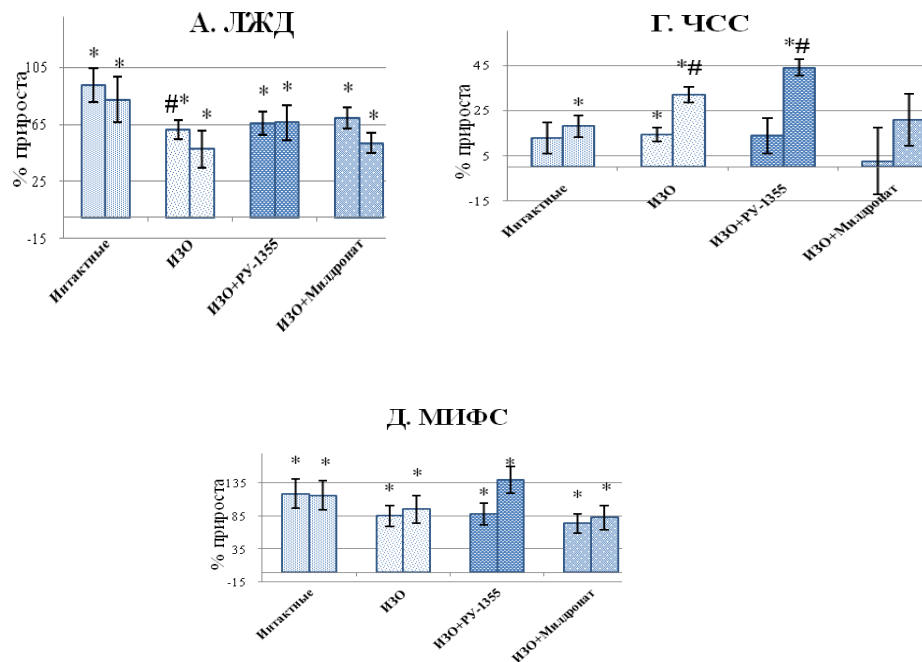 А. ЛЖД
% прироста
105
65
25
-15
* * #* * * * * *
Интактные
ИЗО
ИЗО+РУ-1355
ИЗО+Милдронат
Г. ЧСС
% прироста
45
25
5
-15
* * *# *#
Интактные
ИЗО
ИЗО+РУ-1355
ИЗО+Милдронат
Д. МИФС
% прироста
135
85
35
-15
* * * * * * * *
Интактные
ИЗО
ИЗО+РУ-1355
ИЗО+Милдронат